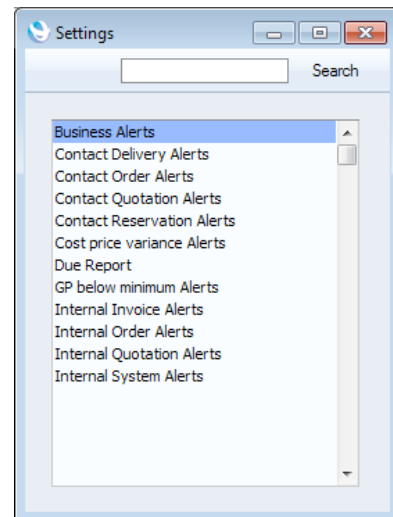 Settings
Search
Business Alerts
Contact Delivery Alerts
Contact Order Alerts
Contact Quotation Alerts
Contact Reservation Alerts
Cost price variance Alerts
Due Report
GP below minimum Alerts
Internal Invoice Alerts
Internal Order Alerts
Internal Quotation Alerts
Internal System Alerts